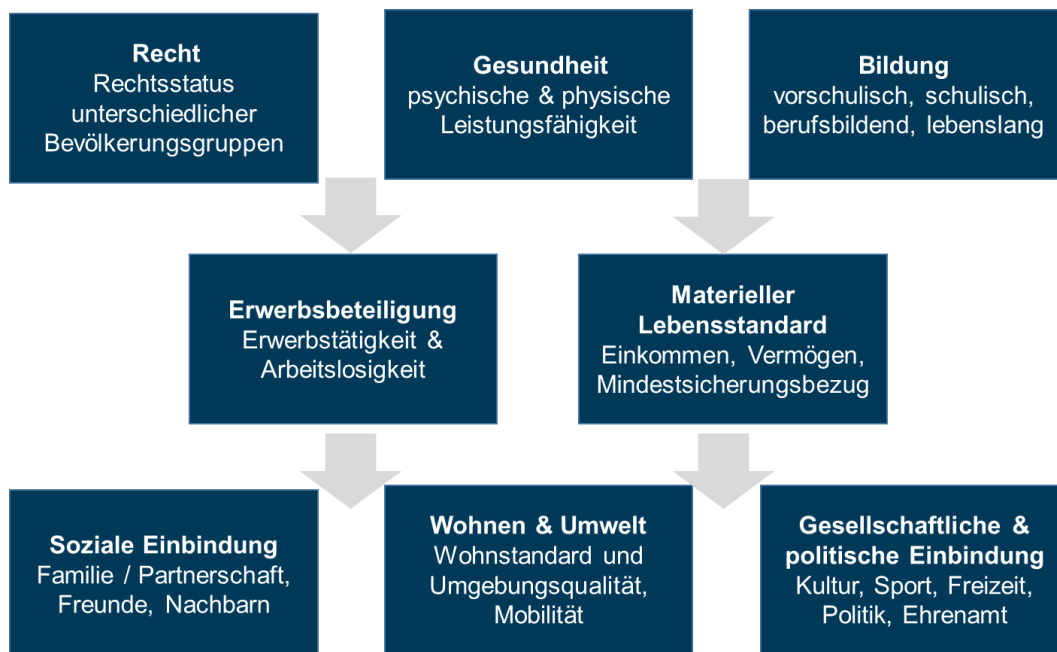 Recht
Rechtsstatus
unterschiedlicher
Bevölkerungsgruppen
Gesundheit
psychische & physische
Leistungsfähigkeit
Bildung
vorschulisch, schulisch,
berufsbildend, lebenslang
Erwerbsbeteiligung
Erwerbstätigkeit &
Arbeitslosigkeit
Materieller
Lebensstandard
Einkommen, Vermögen,
Mindestsicherungsbezug
Soziale Einbindung
Familie / Partnerschaft,
Freunde, Nachbarn
Wohnen & Umwelt
Wohnstandard und
Umgebungsqualität,
Mobilität
Gesellschaftliche &
politische Einbindung
Kultur, Sport, Freizeit,
Politik, Ehrenamt